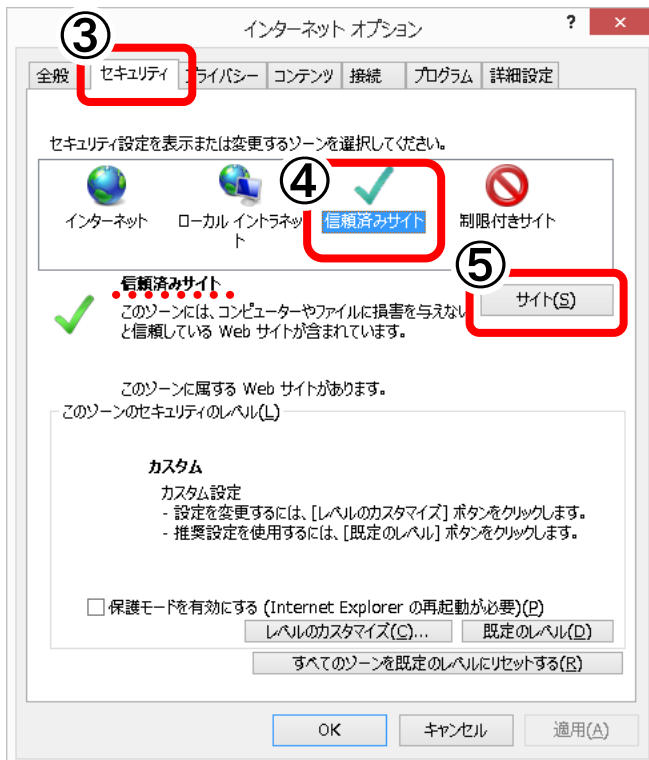 インターネット オプション
?
×
③
全般
セキュリティ
プライバシー
コンテンツ
接続
プログラム
詳細設定
セキュリティ設定を表示または変更するゾーンを選択してください。
④
インターネット
ローカル イントラネット
信頼済みサイト
制限付きサイト
⑤
信頼済みサイト
サイト(S)
このゾーンには、コンピューターやファイルに損害を与えない
と信頼している Web サイトが含まれています。
このゾーンに属する Web サイトがあります。
このゾーンのセキュリティのレベル(L)
カスタム
カスタム設定
- 設定を変更するには、[レベルのカスタマイズ] ボタンをクリックします。
- 推奨設定を使用するには、[既定のレベル] ボタンをクリックします。
保護モードを有効にする (Internet Explorer の再起動が必要)(P)
レベルのカスタマイズ(C)...
既定のレベル(D)
すべてのゾーンを既定のレベルにリセットする(R)
OK
キャンセル
適用(A)